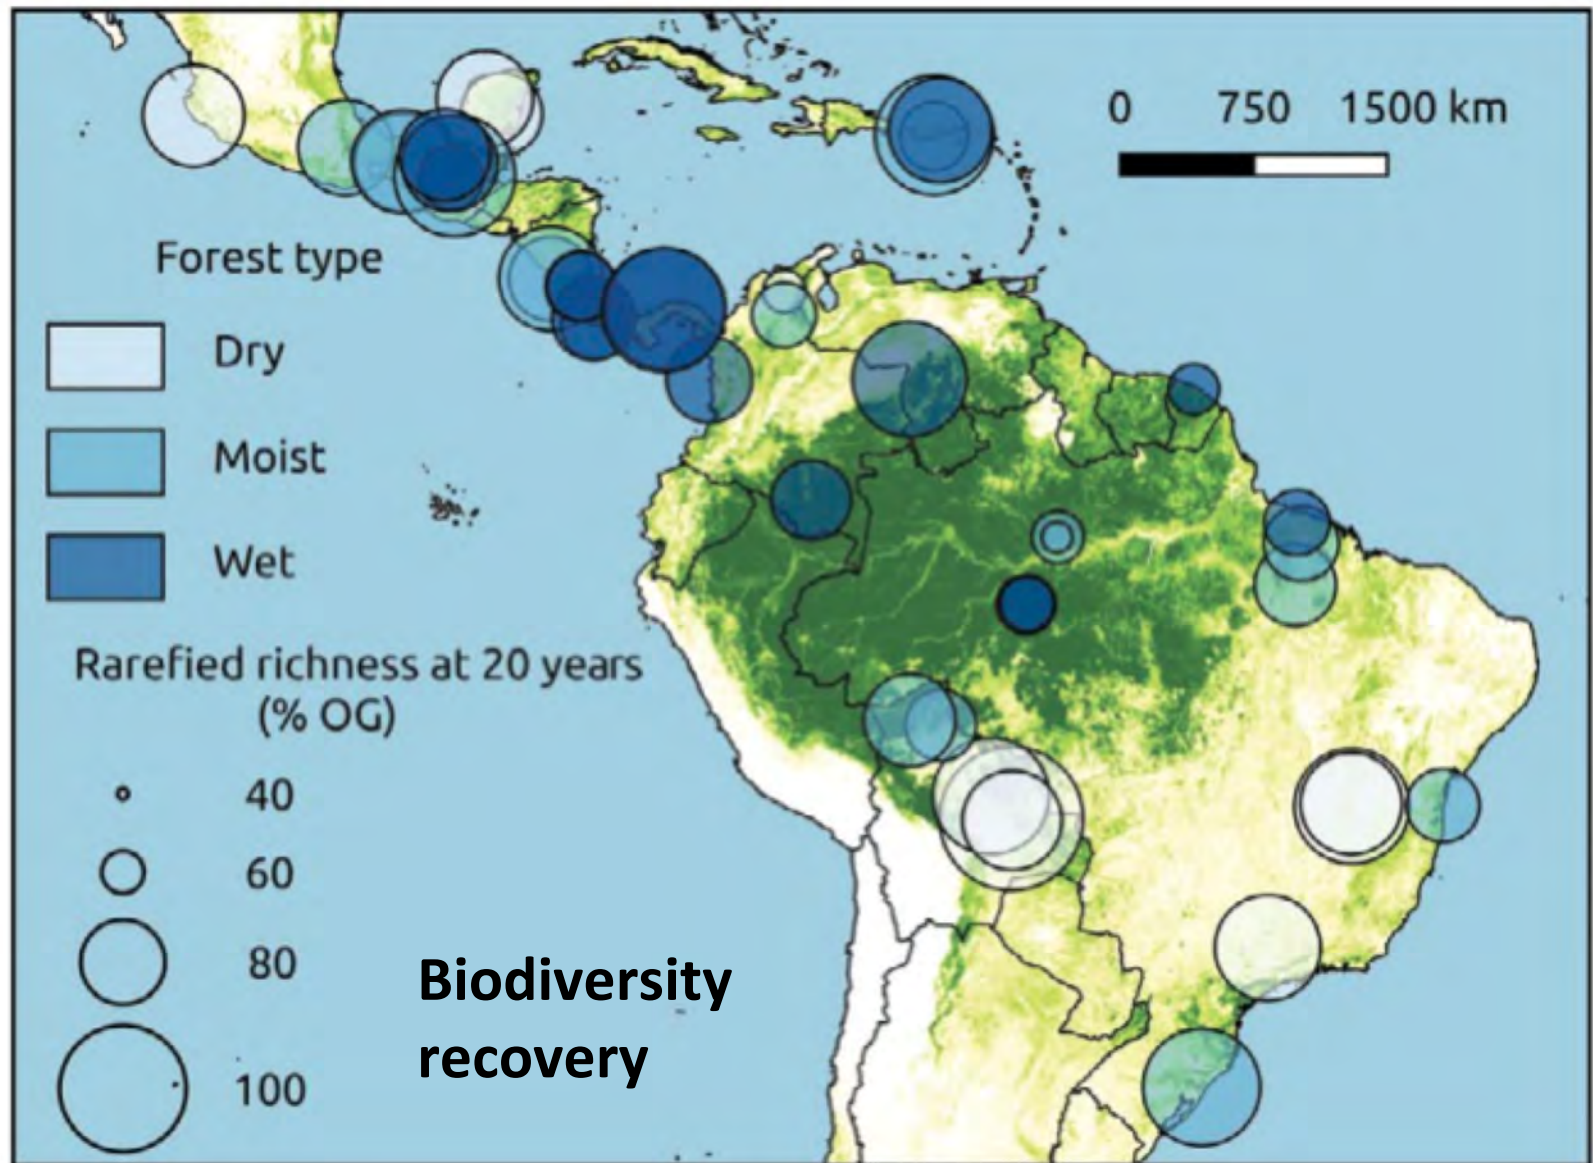 0 750 1500 km
Forest type
Dry
Moist
Wet
Rarefied richness at 20 years
(% OG)
40
60
80
100
Biodiversity
recovery